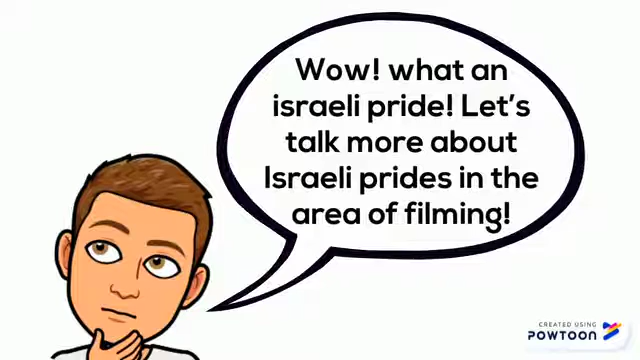 Wow! what an
israeli pride! Let's
talk more about
Israeli prides in the
area of filming!
CREATED USING
POWTOON